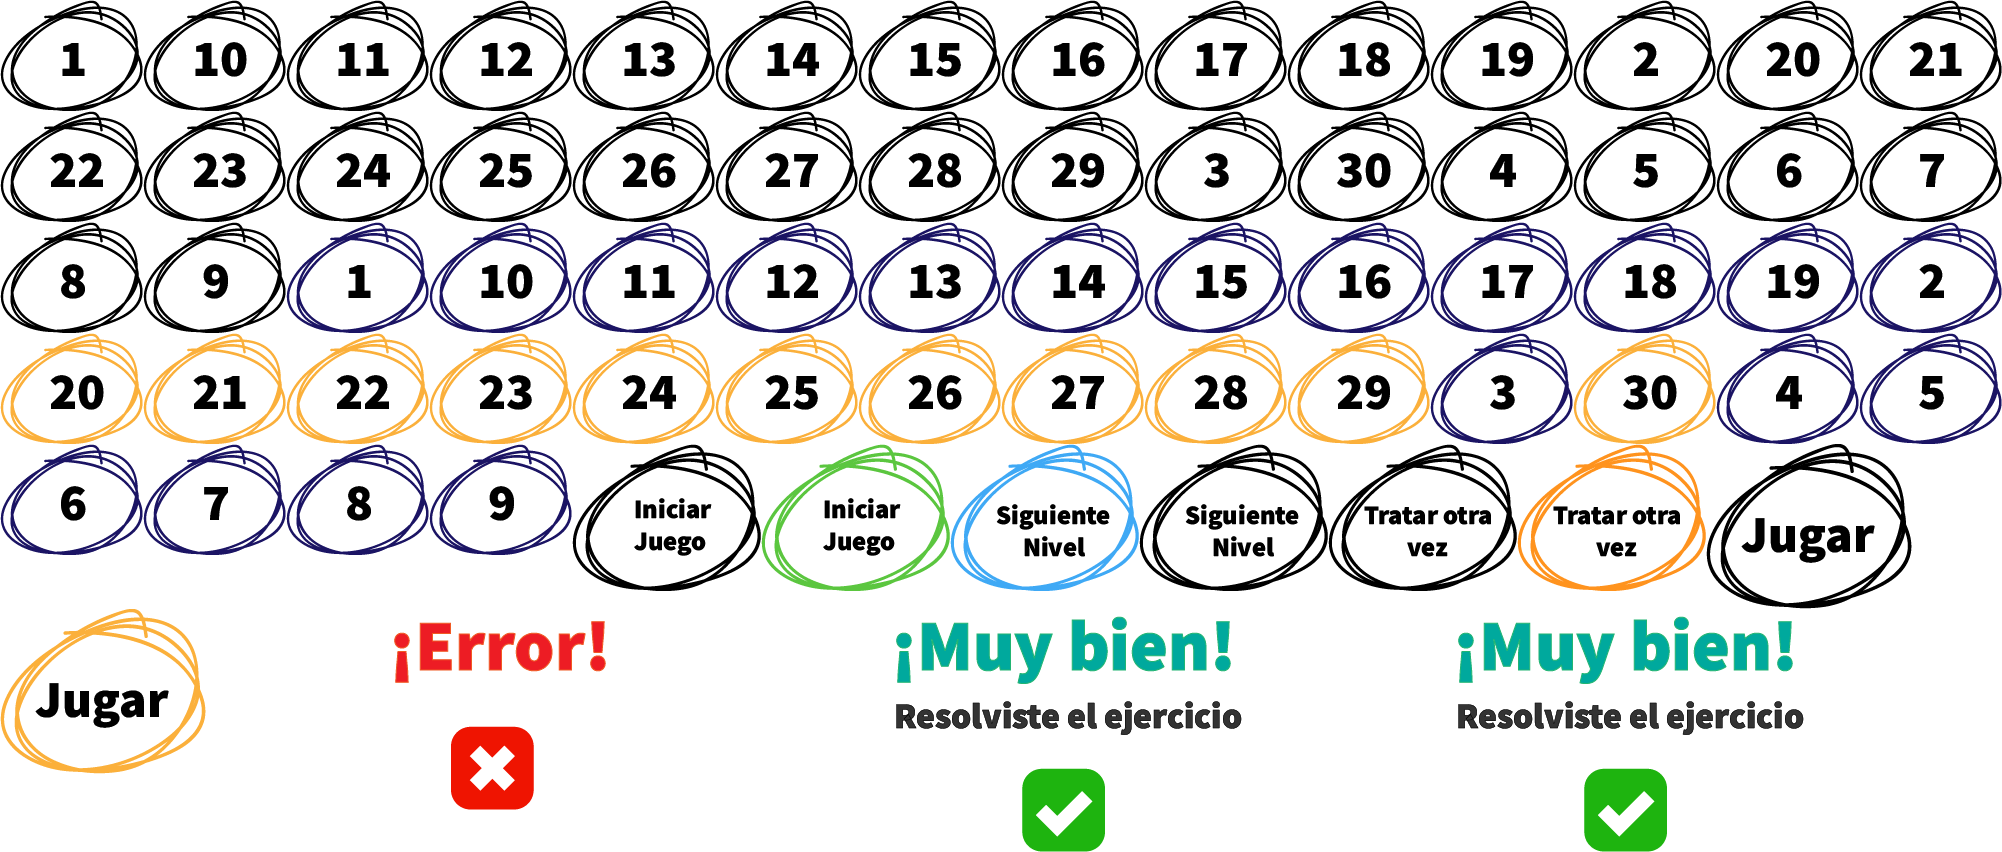 1 10 11 12 13 14 15 16 17 18 19 2 20 21
22 23 24 25 26 27 28 29 3 30 4 5 6 7
8 9 1 10 11 12 13 14 15 16 17 18 19 2
20 21 22 23 24 25 26 27 28 29 3 30 4 5
6 7 8 9
Iniciar
Juego
Iniciar
Juego
Siguiente
Nivel
Siguiente
Nivel
Tratar otra
vez
Tratar otra
vez
Jugar
Jugar
¡Error!
¡Muy bien!
Resolviste el ejercicio
¡Muy bien!
Resolviste el ejercicio